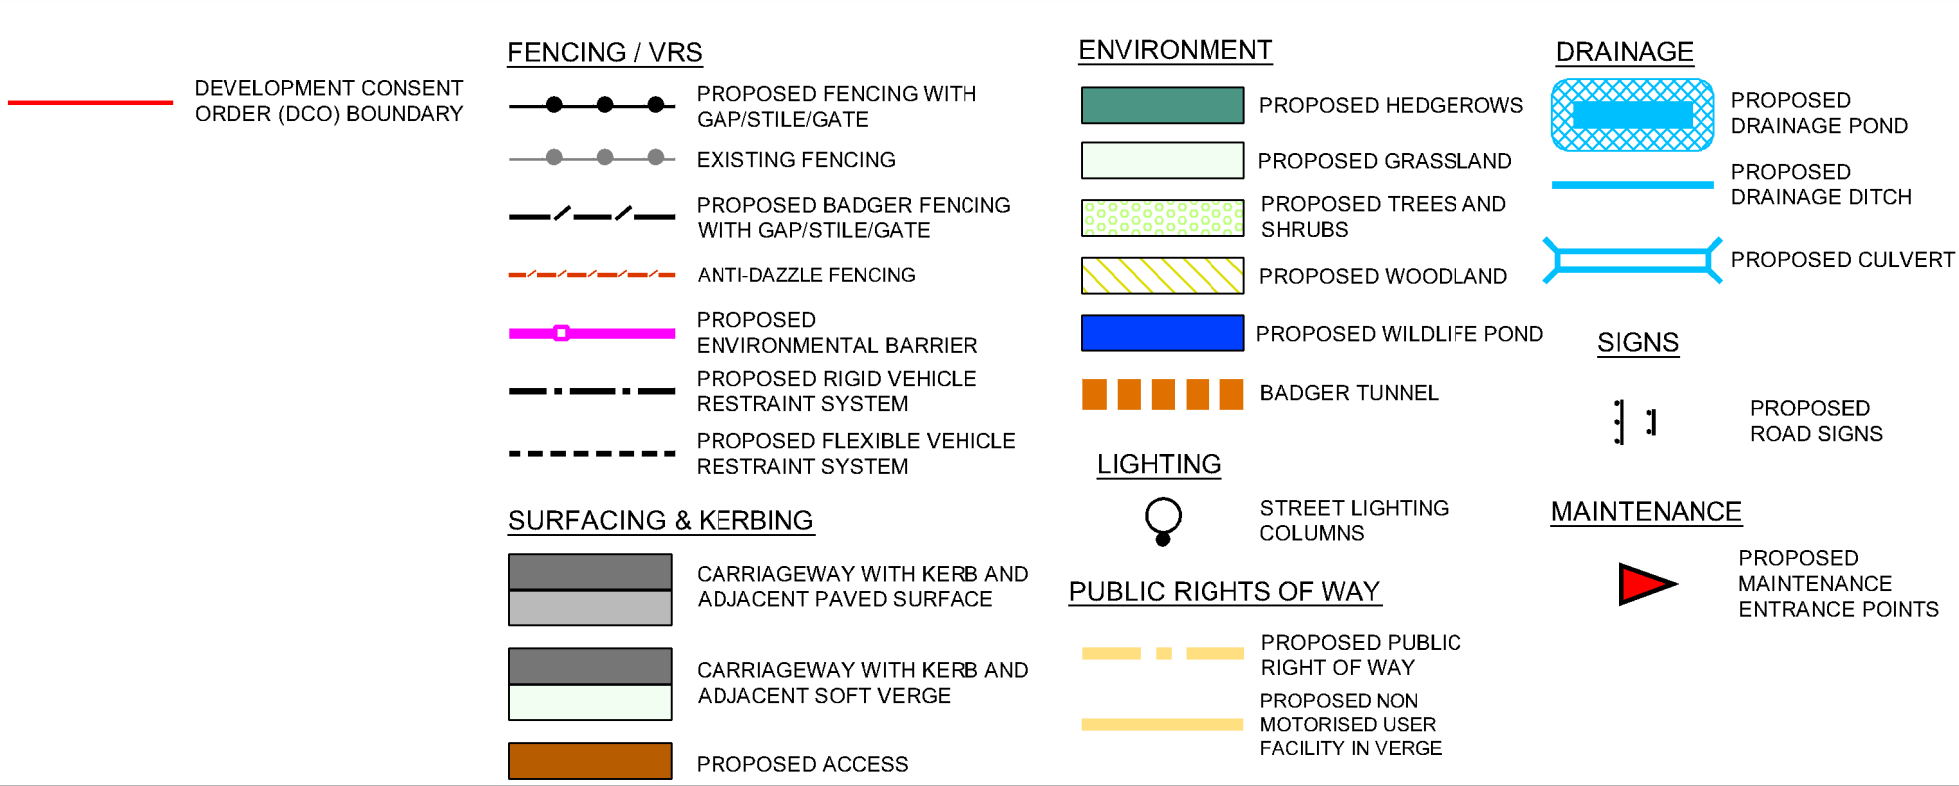 DEVELOPMENT CONSENT
ORDER (DCO) BOUNDARY
FENCING / VRS
PROPOSED FENCING WITH
GAP/STILE/GATE
EXISTING FENCING
PROPOSED BADGER FENCING
WITH GAP/STILE/GATE
ANTI-DAZZLE FENCING
PROPOSED
ENVIRONMENTAL BARRIER
PROPOSED RIGID VEHICLE
RESTRAINT SYSTEM
PROPOSED FLEXIBLE VEHICLE
RESTRAINT SYSTEM
SURFACING & KERBING
CARRIAGEWAY WITH KERB AND
ADJACENT PAVED SURFACE
CARRIAGEWAY WITH KERB AND
ADJACENT SOFT VERGE
PROPOSED ACCESS
ENVIRONMENT
PROPOSED HEDGEROWS
PROPOSED GRASSLAND
PROPOSED TREES AND
SHRUBS
PROPOSED WOODLAND
PROPOSED WILDLIFE POND
BADGER TUNNEL
LIGHTING
STREET LIGHTING
COLUMNS
PUBLIC RIGHTS OF WAY
PROPOSED PUBLIC
RIGHT OF WAY
PROPOSED NON
MOTORISED USER
FACILITY IN VERGE
DRAINAGE
PROPOSED
DRAINAGE POND
PROPOSED
DRAINAGE DITCH
PROPOSED CULVERT
SIGNS
PROPOSED
ROAD SIGNS
MAINTENANCE
PROPOSED
MAINTENANCE
ENTRANCE POINTS